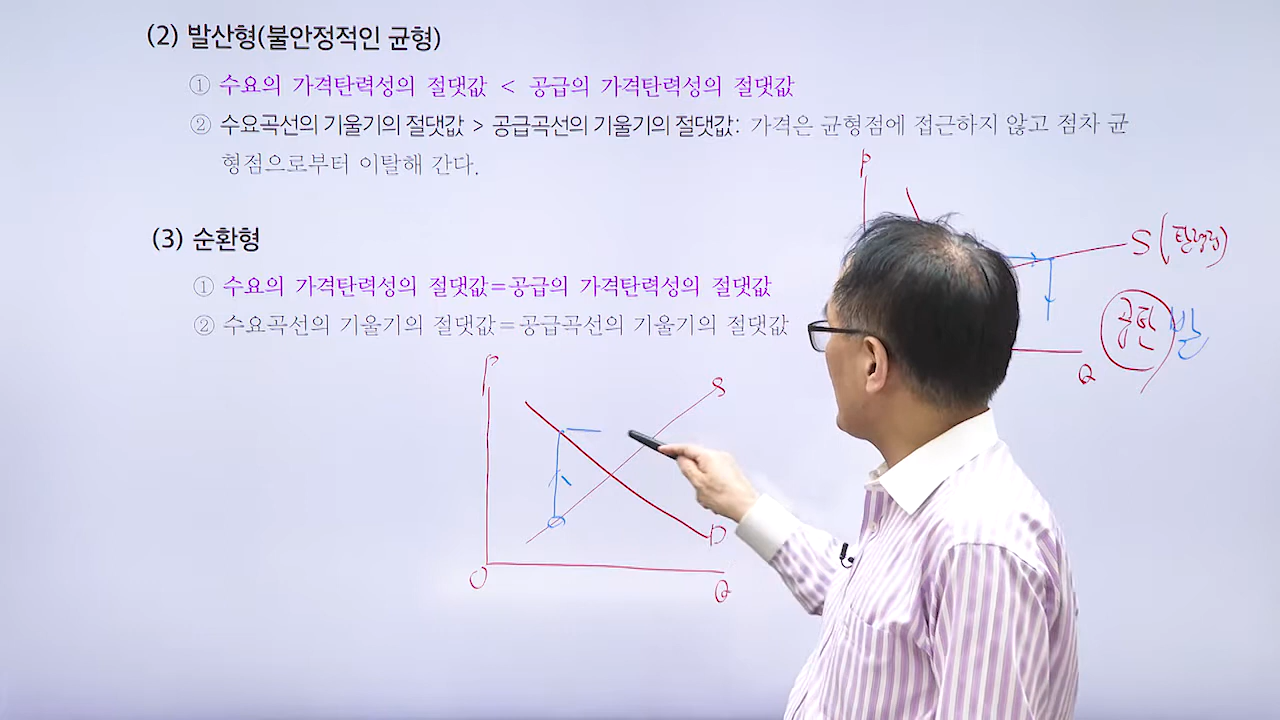 (2) 발산형(불안정적인 균형)
① 수요의 가격탄력성의 절댓값 < 공급의 가격탄력성의 절댓값
② 수요곡선의 기울기의 절댓값 > 공급곡선의 기울기의 절댓값: 가격은 균형점에 접근하지 않고 점차 균
형점으로부터 이탈해 간다.
P
S (탄력적)
공탄 발
Q
(3) 순환형
① 수요의 가격탄력성의 절댓값=공급의 가격탄력성의 절댓값
② 수요곡선의 기울기의 절댓값=공급곡선의 기울기의 절댓값
P
S
D
O
Q